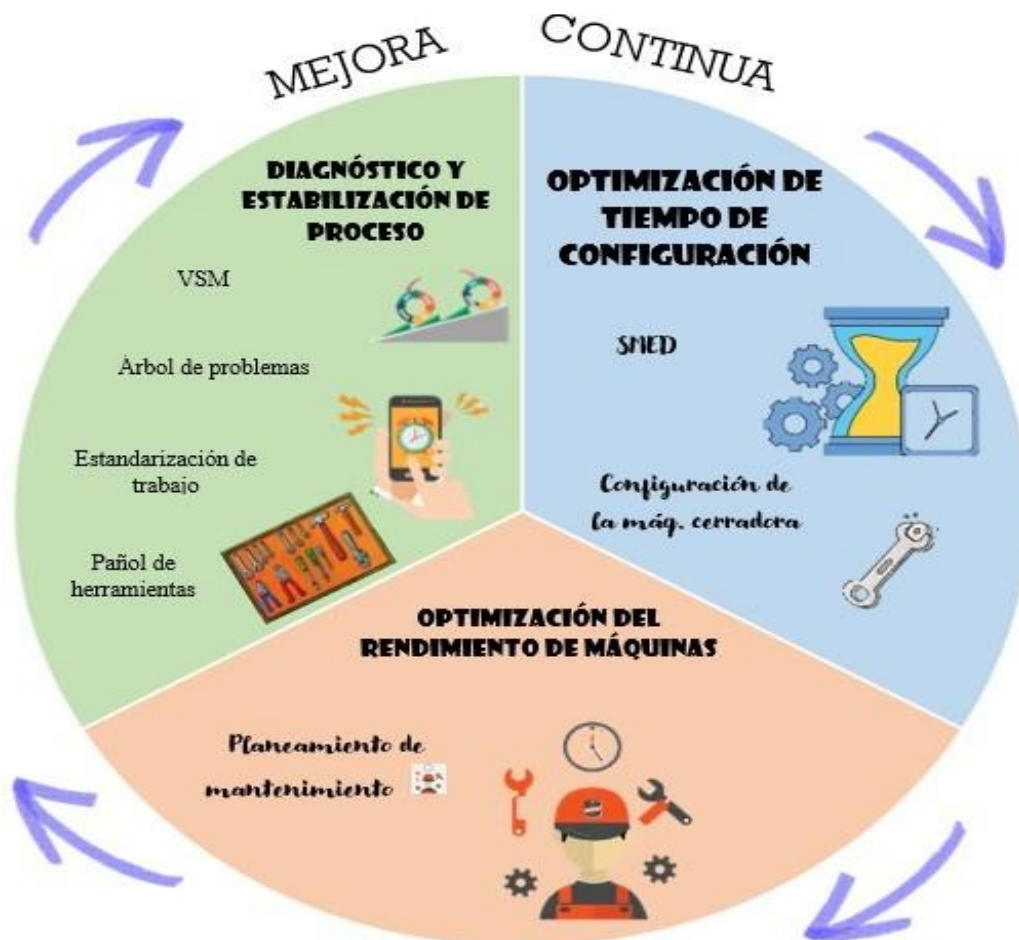 MEJORA CONTINUA
DIAGNÓSTICO Y
ESTABILIZACIÓN DE
PROCESO
VSM
Árbol de problemas
Estandarización de
trabajo
Pañol de
herramientas
OPTIMIZACIÓN DE
TIEMPO DE
CONFIGURACIÓN
SMED
Configuración de
la máq. cerradora
OPTIMIZACIÓN DEL
RENDIMIENTO DE MÁQUINAS
Planeamiento de
mantenimiento